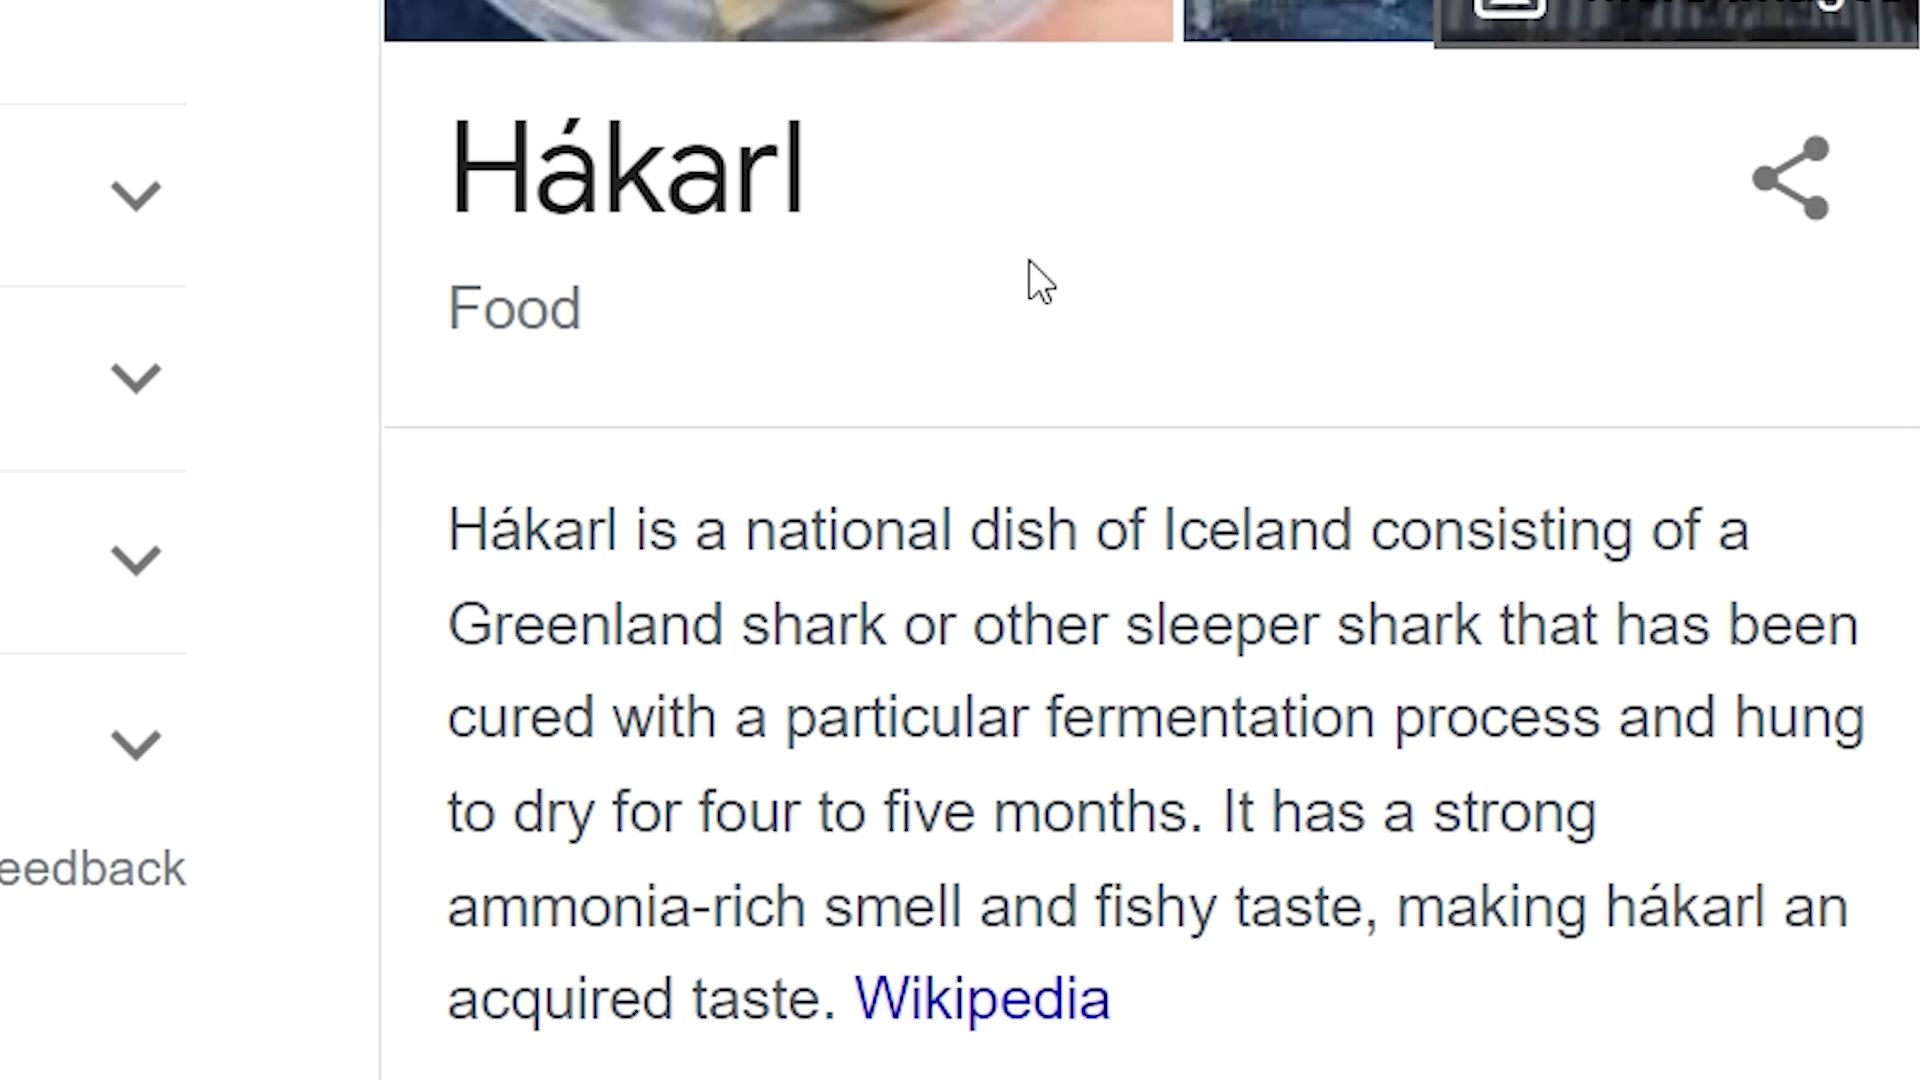 Hákarl
Food
Hákarl is a national dish of Iceland consisting of a
Greenland shark or other sleeper shark that has been
cured with a particular fermentation process and hung
to dry for four to five months. It has a strong
ammonia-rich smell and fishy taste, making hákarl an
acquired taste. Wikipedia
eedback